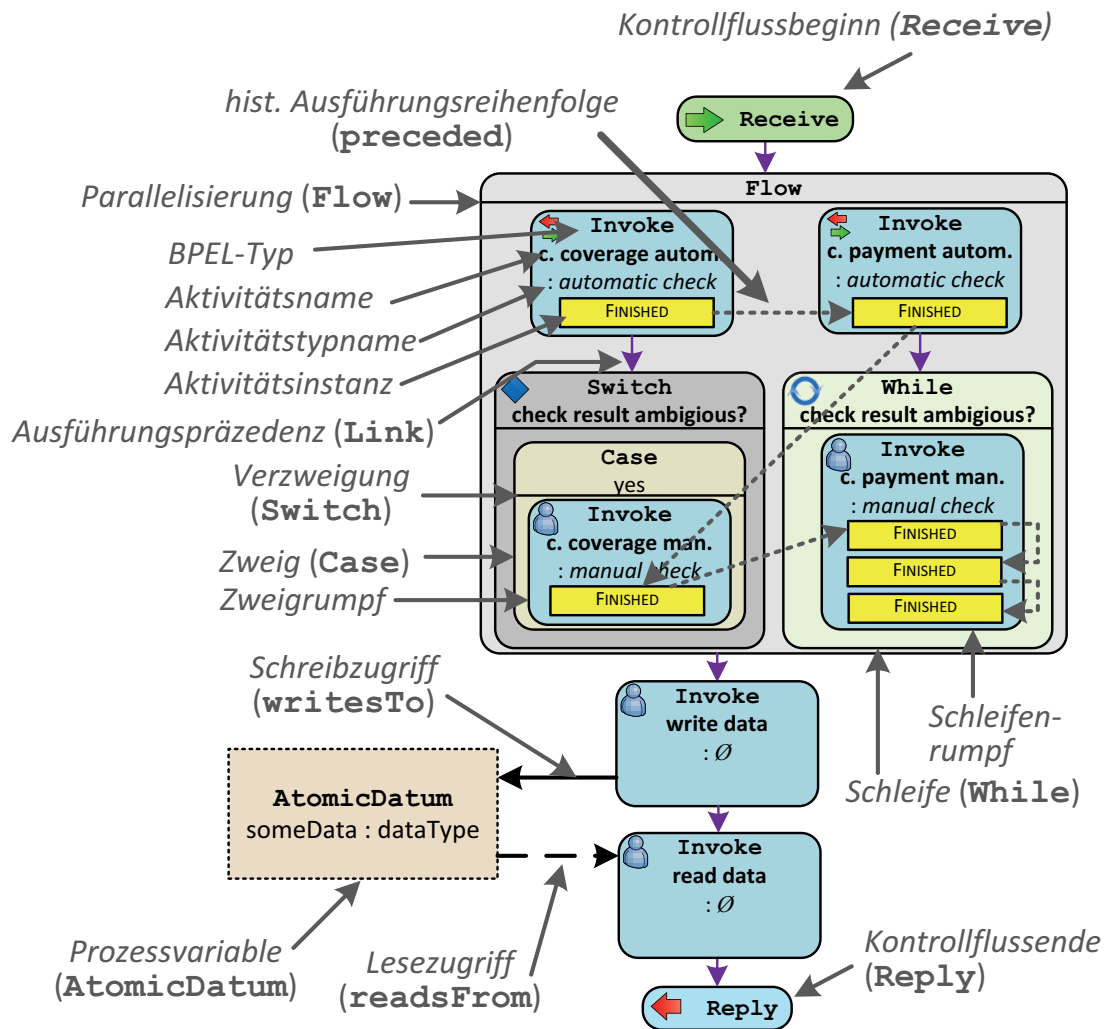 Kontrollflussbeginn (Receive)
hist. Ausführungsreihenfolge
(preceded)
Receive
Flow
Parallelisierung (Flow)
BPEL-Typ
Aktivitätsname
Aktivitätstypname
Aktivitätsinstanz
Ausführungspräzedenz (Link)
Invoke
c. coverage autom.
: automatic check
FINISHED
Invoke
c. payment autom.
: automatic check
FINISHED
Verzweigung
(Switch)
Zweig (Case)
Zweigrumpf
Switch
check result ambigious?
Case
yes
Invoke
c. coverage man.
: manual check
FINISHED
While
check result ambigious?
Invoke
c. payment man.
: manual check
FINISHED
FINISHED
FINISHED
Schreibzugriff
(writesTo)
Invoke
write data
: Ø
Schleifen-
rumpf
Schleife (While)
AtomicDatum
someData : dataType
Invoke
read data
: Ø
Prozessvariable
(AtomicDatum)
Lesezugriff
(readsFrom)
Kontrollflussende
(Reply)
Reply